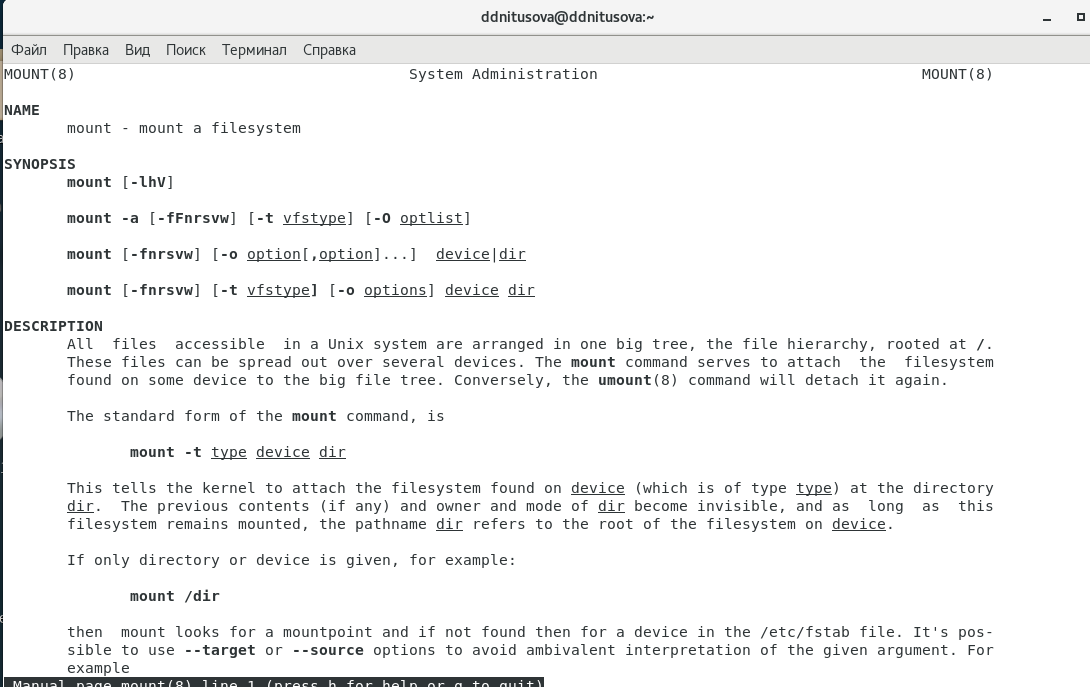 ddnitusova@ddnitusova:~
Файл Правка Вид Поиск Терминал Справка
MOUNT(8) System Administration MOUNT(8)
NAME
mount - mount a filesystem
SYNOPSIS
mount [-lhV]
mount -a [-fFnrsvw] [-t vfstype] [-O optlist]
mount [-fnrsvw] [-o option[,option]...] device|dir
mount [-fnrsvw] [-t vfstype] [-o options] device dir
DESCRIPTION
All files accessible in a Unix system are arranged in one big tree, the file hierarchy, rooted at /.
These files can be spread out over several devices. The mount command serves to attach the filesystem
found on some device to the big file tree. Conversely, the umount(8) command will detach it again.
The standard form of the mount command, is
mount -t type device dir
This tells the kernel to attach the filesystem found on device (which is of type type) at the directory
dir. The previous contents (if any) and owner and mode of dir become invisible, and as long as this
filesystem remains mounted, the pathname dir refers to the root of the filesystem on device.
If only directory or device is given, for example:
mount /dir
then mount looks for a mountpoint and if not found then for a device in the /etc/fstab file. It's pos-
sible to use --target or --source options to avoid ambivalent interpretation of the given argument. For
example
Manual page mount(8) line 1 (press h for help or q to quit)